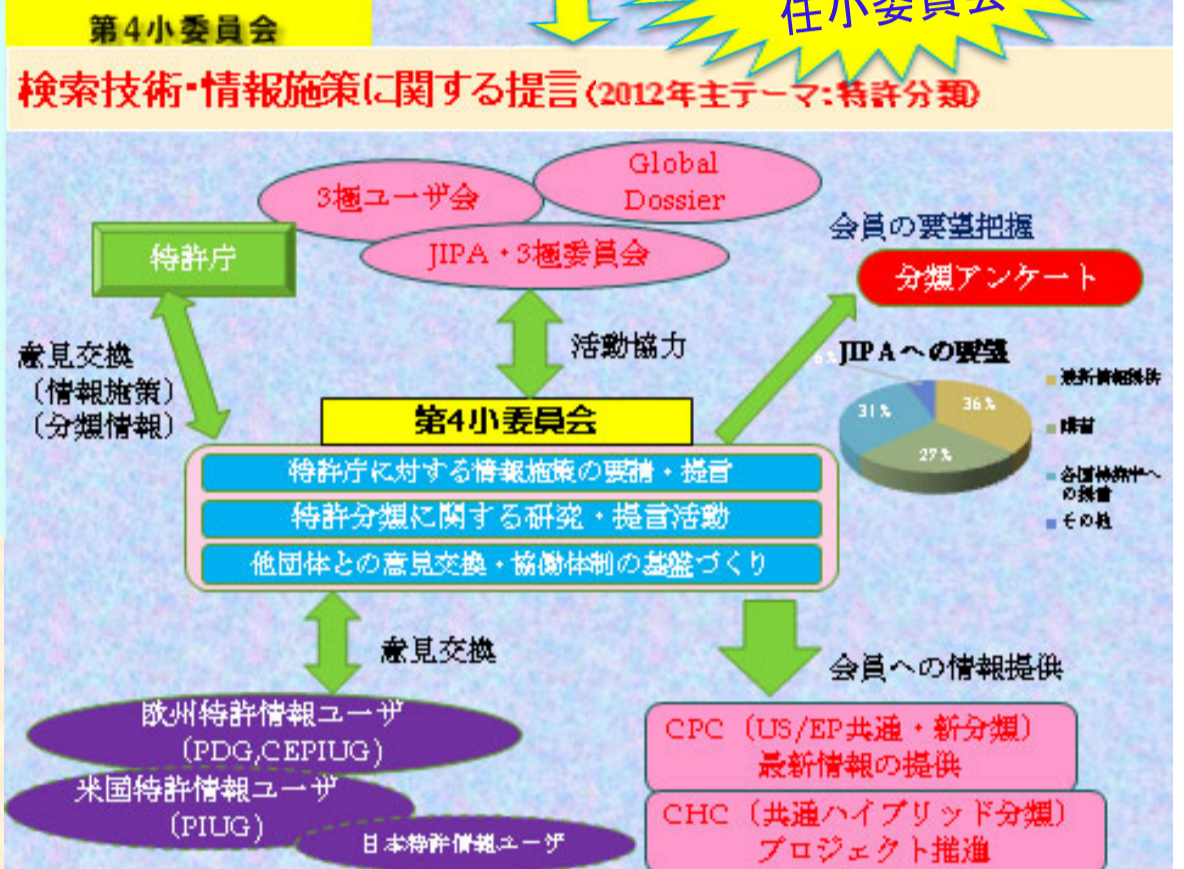 住小委員会
第4小委員会
検索技術・情報施策に関する提言(2012年主テーマ:特許分類)
3極ユーザ会
Global
Dossier
特許庁
JIPA・3極委員会
会員の要望把握
分類アンケート
意見交換
(情報施策)
(分類情報)
活動協力
JIPAへの要望
6%
36%
31%
27%
最新情報提供
その他
第4小委員会
特許庁に対する情報施策の要請・提言
特許分類に関する研究・提言活動
他団体との意見交換・協働体制の基盤づくり
意見交換
会員への情報提供
欧州特許情報ユーザ
(PDG,CEPIUG)
米国特許情報ユーザ
(PIUG)
日本特許情報ユーザ
CPC(US/EP共通・新分類)
最新情報の提供
CHC(共通ハイブリッド分類)
プロジェクト推進